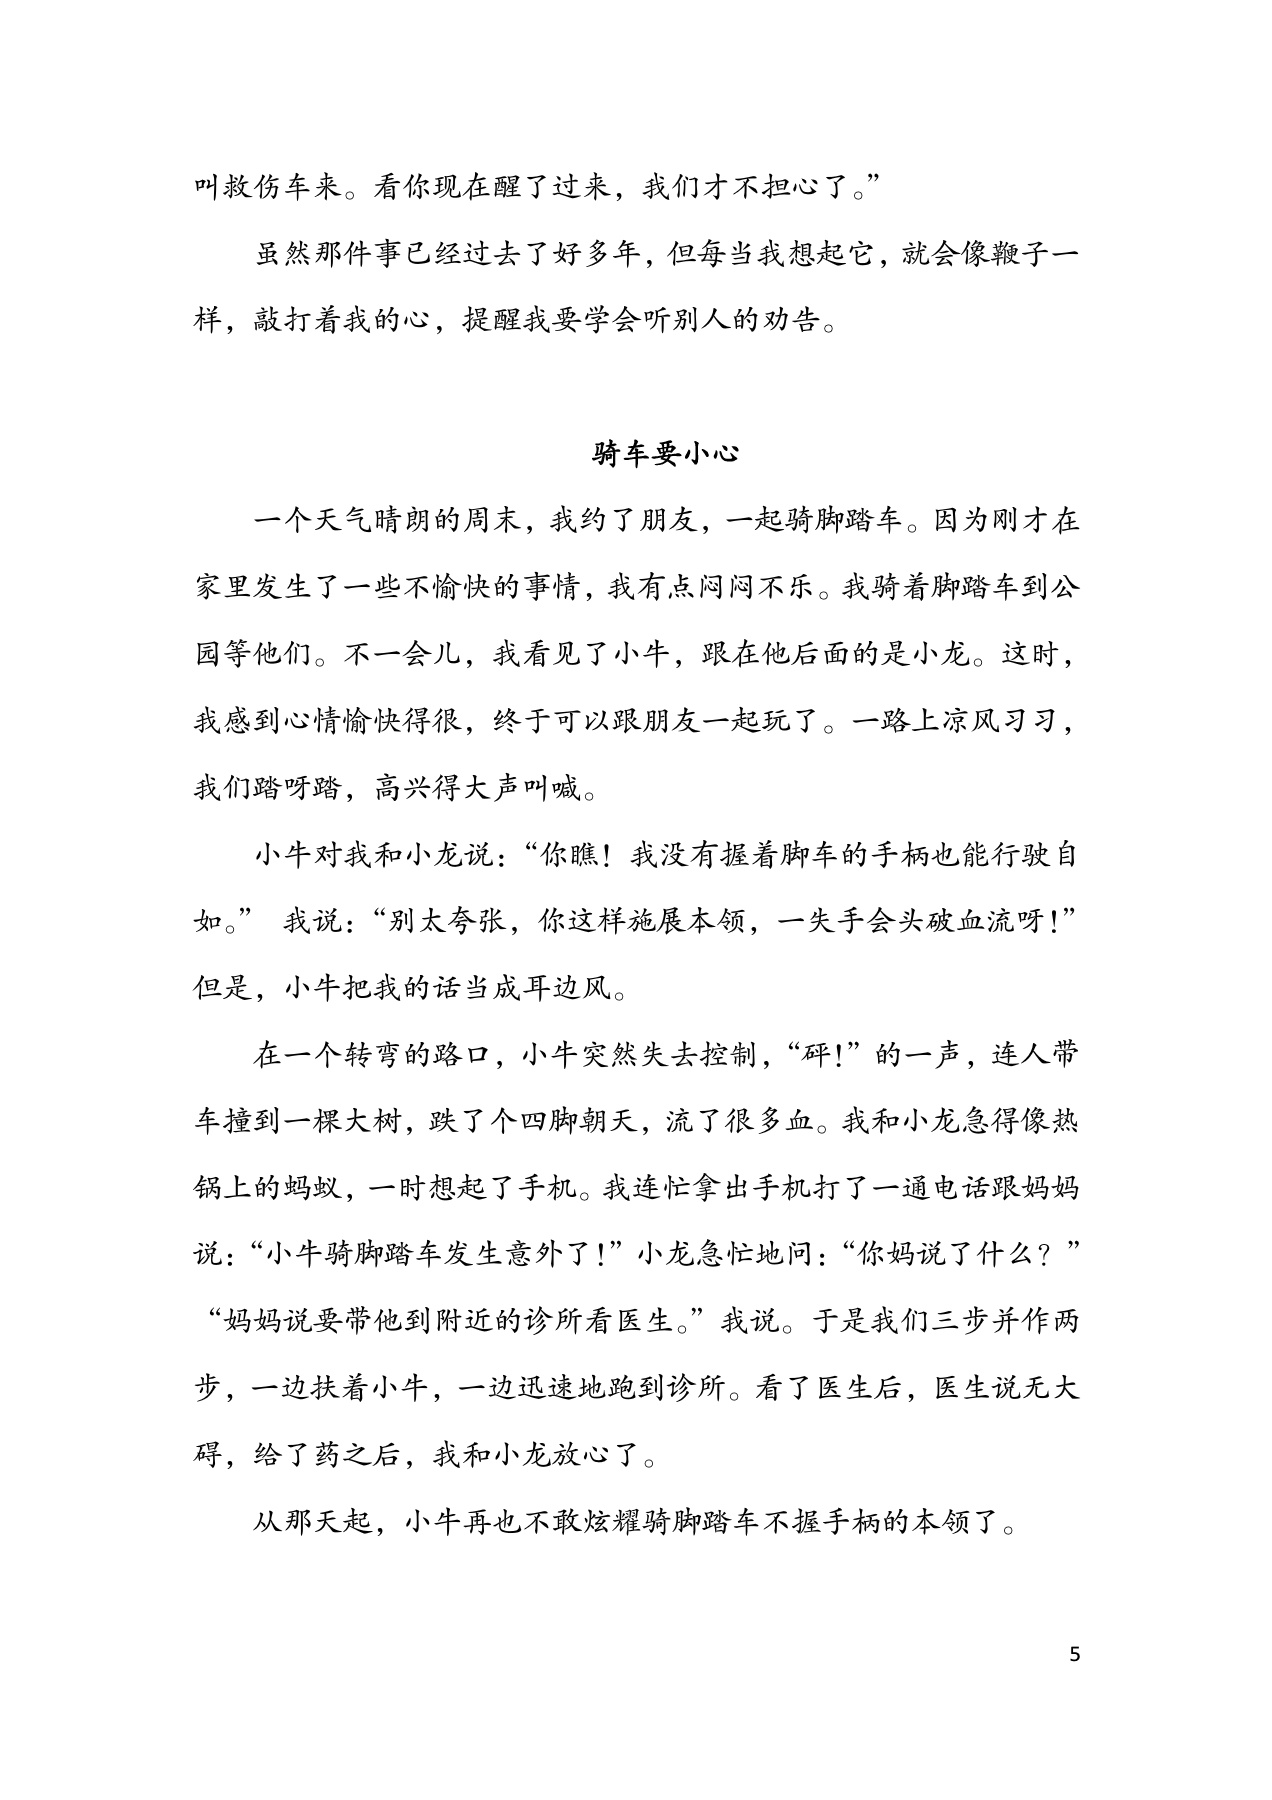 叫救伤车来。看你现在醒了过来，我们才不担心了。”
虽然那件事已经过去了好多年，但每当我想起它，就会像鞭子一
样，敲打着我的心，提醒我要学会听别人的劝告。
骑车要小心
一个天气晴朗的周末，我约了朋友，一起骑脚踏车。因为刚才在
家里发生了一些不愉快的事情，我有点闷闷不乐。我骑着脚踏车到公
园等他们。不一会儿，我看见了小牛，跟在他后面的是小龙。这时，
我感到心情愉快得很，终于可以跟朋友一起玩了。一路上凉风习习，
我们踏呀踏，高兴得大声叫喊。
小牛对我和小龙说：“你瞧！我没有握着脚车的手柄也能行驶自
如。” 我说：“别太夸张，你这样施展本领，一失手会头破血流呀！”
但是，小牛把我的话当成耳边风。
在一个转弯的路口，小牛突然失去控制，“砰！”的一声，连人带
车撞到一棵大树，跌了个四脚朝天，流了很多血。我和小龙急得像热
锅上的蚂蚁，一时想起了手机。我连忙拿出手机打了一通电话跟妈妈
说：“小牛骑脚踏车发生意外了！”小龙急忙地问：“你妈说了什么？”
“妈妈说要带他到附近的诊所看医生。”我说。于是我们三步并作两
步，一边扶着小牛，一边迅速地跑到诊所。看了医生后，医生说无大
碍，给了药之后，我和小龙放心了。
从那天起，小牛再也不敢炫耀骑脚踏车不握手柄的本领了。
5